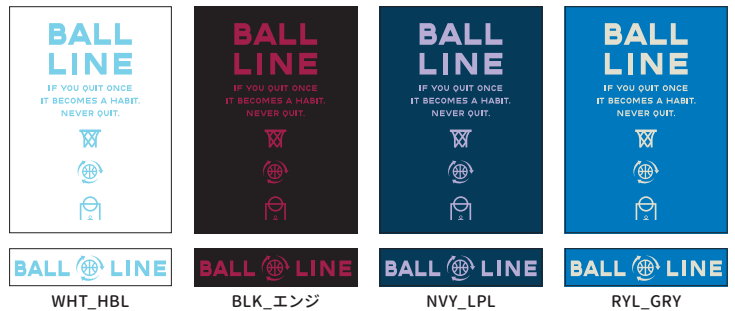 BALL
LINE
IF YOU QUIT ONCE
IT BECOMES A HABIT.
NEVER QUIT.
BALL LINE
WHT_HBL
BALL
LINE
IF YOU QUIT ONCE
IT BECOMES A HABIT.
NEVER QUIT.
BALL LINE
BLK_エンジ
BALL
LINE
IF YOU QUIT ONCE
IT BECOMES A HABIT.
NEVER QUIT.
BALL LINE
NVY_LPL
BALL
LINE
IF YOU QUIT ONCE
IT BECOMES A HABIT.
NEVER QUIT.
BALL LINE
RYL_GRY